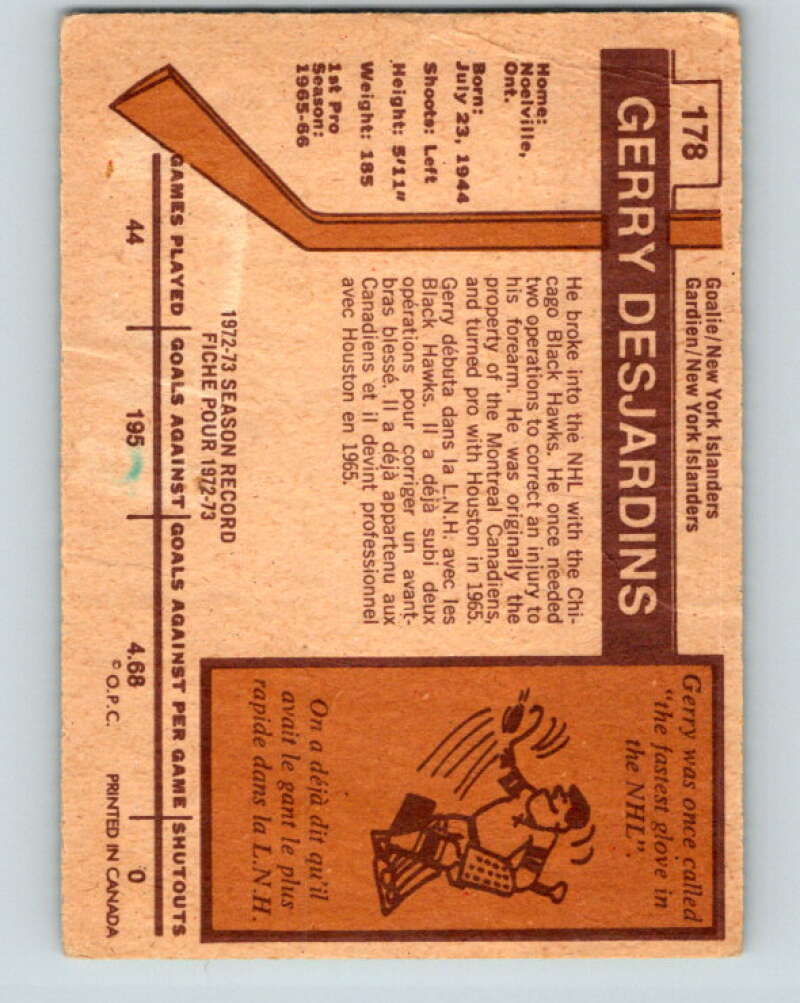 178
Goalie/New York Islanders
Gardien/New York Islanders
GERRY DESJARDINS
Home:
Noelville,
Ont.
Born:
July 23, 1944
Shoots: Left
Height: 5'11"
Weight: 185
1st Pro
Season:
1965-66
He broke into the NHL with the Chi-
cago Black Hawks. He once needed
two operations to correct an injury to
his forearm. He was originally the
property of the Montreal Canadiens,
and turned pro with Houston in 1965.
Gerry débuta dans la L.N.H. avec les
Black Hawks. Il a déjà subi deux
opérations pour corriger un avant-
bras blessé. Il a déjà appartenu aux
Canadiens et il devint professionnel
avec Houston en 1965.
Gerry was once called
"the fastest glove in
the NHL".
On a déjà dit qu'il
avait le gant le plus
rapide dans la L.N.H.
1972-73 SEASON RECORD
FICHE POUR 1972-73
GAMES PLAYED GOALS AGAINST GOALS AGAINST PER GAME SHUTOUTS
44 195 4.68 0
© O.P.C. PRINTED IN CANADA